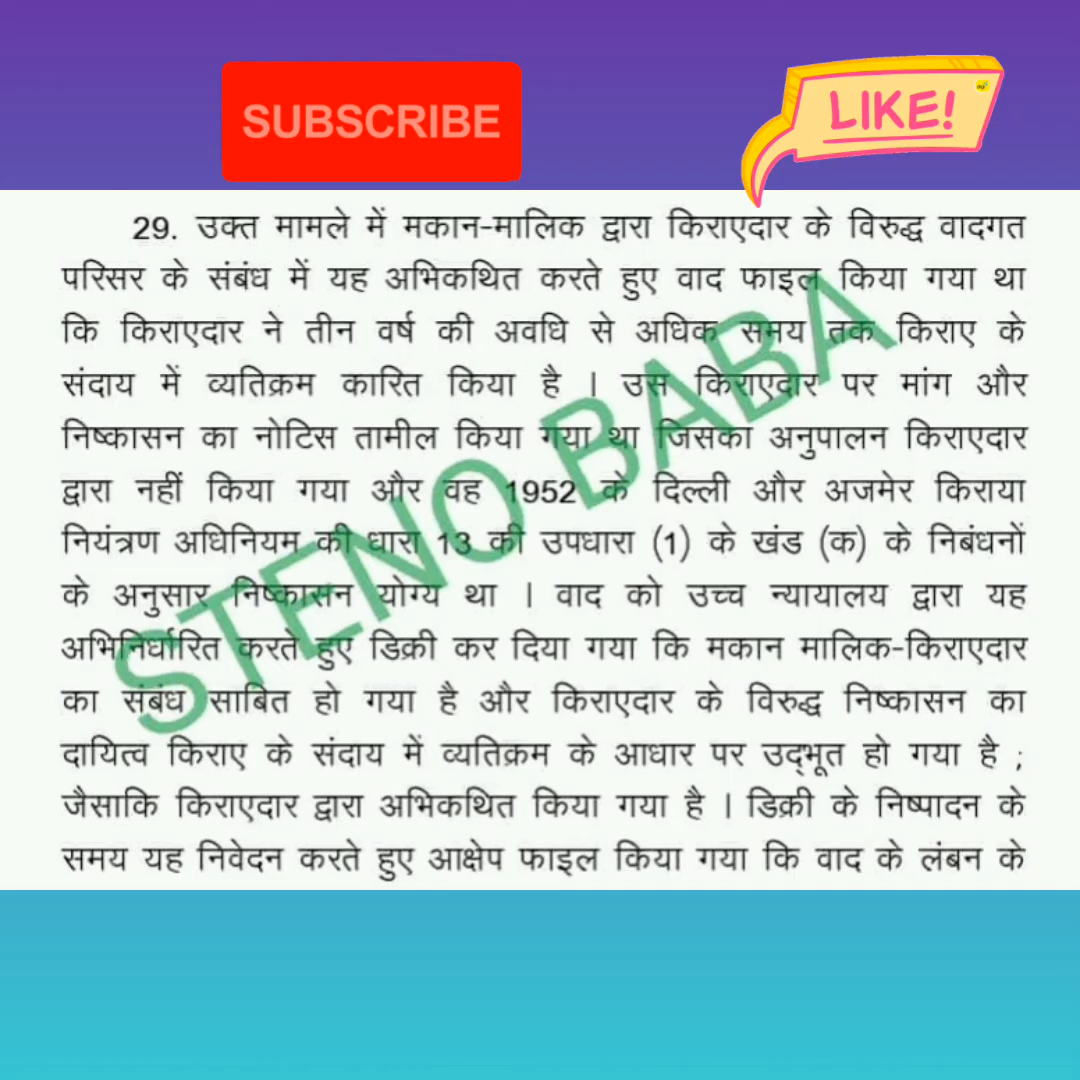 SUBSCRIBE
LIKE!
29. उक्त मामले में मकान-मालिक द्वारा किराएदार के विरुद्ध वादगत
परिसर के संबंध में यह अभिकथित करते हुए वाद फाइल किया गया था
कि किराएदार ने तीन वर्ष की अवधि से अधिक समय तक किराए के
संदाय में व्यतिक्रम कारित किया है । उस किराएदार पर मांग और
निष्कासन का नोटिस तामील किया गया था जिसका अनुपालन किराएदार
द्वारा नहीं किया गया और वह 1952 के दिल्ली और अजमेर किराया
नियंत्रण अधिनियम की धारा 13 की उपधारा (1) के खंड (क) के निबंधनों
के अनुसार निष्कासन योग्य था । वाद को उच्च न्यायालय द्वारा यह
अभिनिर्धारित करते हुए डिक्री कर दिया गया कि मकान मालिक-किराएदार
का संबंध साबित हो गया है और किराएदार के विरुद्ध निष्कासन का
दायित्व किराए के संदाय में व्यतिक्रम के आधार पर उद्‌भूत हो गया है ;
जैसाकि किराएदार द्वारा अभिकथित किया गया है । डिक्री के निष्पादन के
समय यह निवेदन करते हुए आक्षेप फाइल किया गया कि वाद के लंबन के
STENO BABA